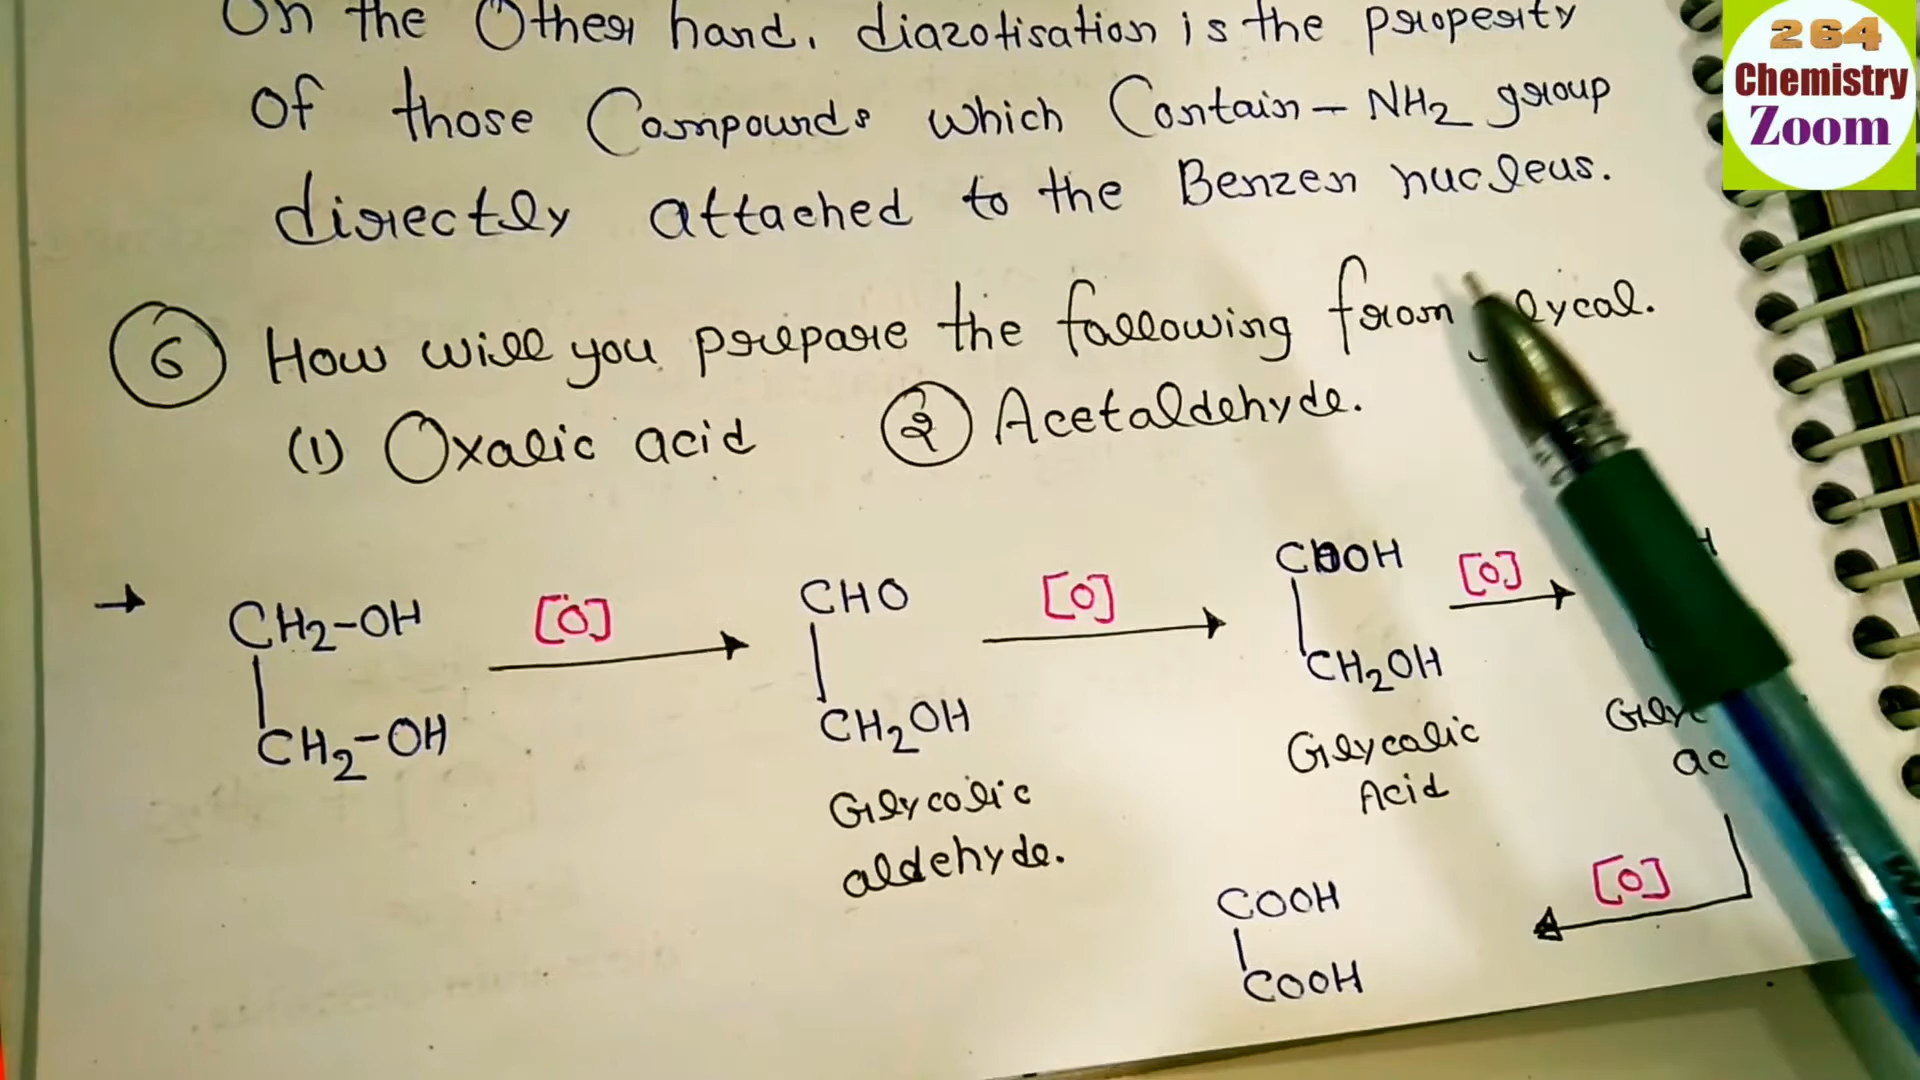 On the Other hand, diazotisation is the property
Of those Compounds which Contain - NH2 group
directly attached to the Benzen nucleus.
6 How will you prepare the following from glycol.
(1) Oxalic acid 2 Acetaldehyde.
→ CH2-OH [O] CHO [O] COOH [O]
CH2-OH CH2OH CH2OH
Glycolic Glycolic
aldehyde. Acid
[O]
COOH
COOH
264
Chemistry
Zoom